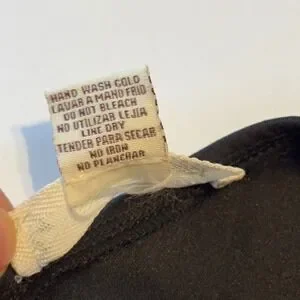 HAND WASH COLD
LAVAR A MANO FRIO
DO NOT BLEACH
NO UTILIZAR LEJIA
LINE DRY
TENDER PARA SECAR
NO IRON
NO PLANCHAR